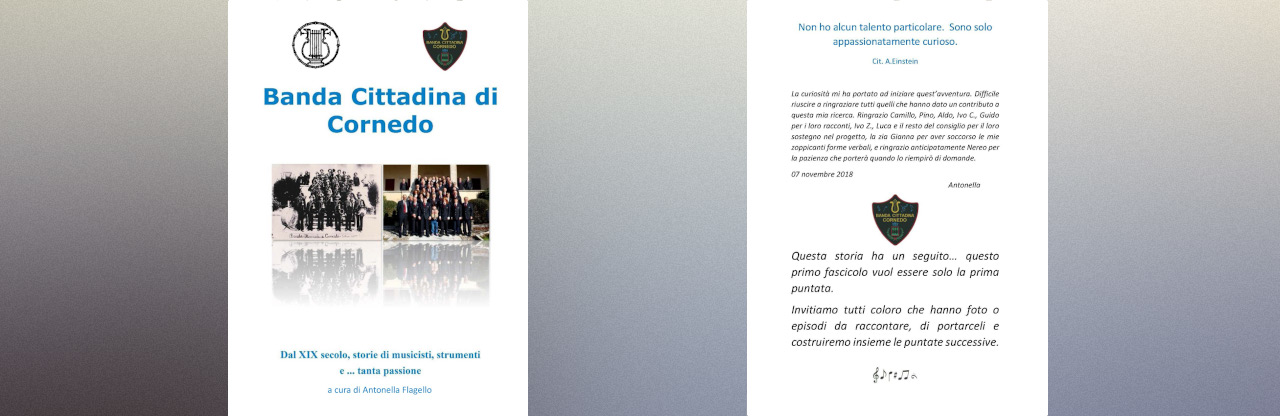 BANDA CITTADINA
CORNEDO
Banda Cittadina di
Cornedo
Dal XIX secolo, storie di musicisti, strumenti
e ... tanta passione
a cura di Antonella Flagello
Non ho alcun talento particolare. Sono solo
appassionatamente curioso.
Cit. A.Einstein
La curiosità mi ha portato ad iniziare quest'avventura. Difficile
riuscire a ringraziare tutti quelli che hanno dato un contributo a
questa mia ricerca. Ringrazio Camillo, Pino, Aldo, Ivo C., Guido
per i loro racconti, Ivo Z., Luca e il resto del consiglio per il loro
sostegno nel progetto, la zia Gianna per aver soccorso le mie
zoppicanti forme verbali, e ringrazio anticipatamente Nereo per
la pazienza che porterà quando lo riempirò di domande.
07 novembre 2018
Antonella
BANDA CITTADINA
CORNEDO
Questa storia ha un seguito... questo
primo fascicolo vuol essere solo la prima
puntata.
Invitiamo tutti coloro che hanno foto o
episodi da raccontare, di portarceli e
costruiremo insieme le puntate successive.